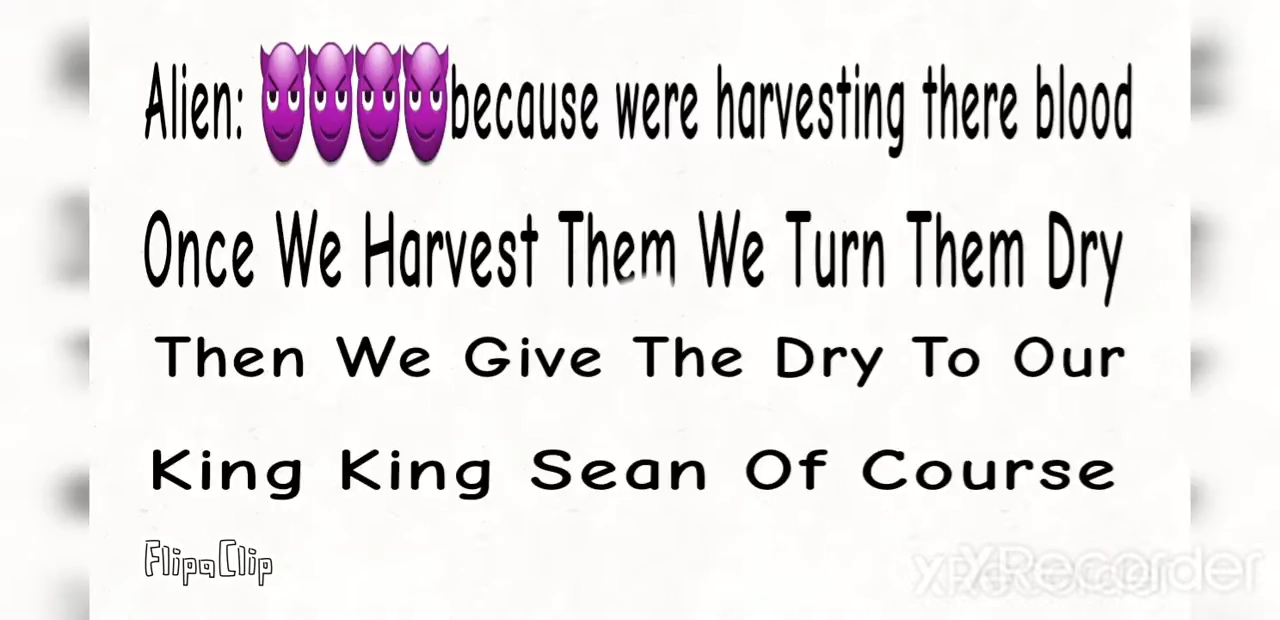 Alien: 😈😈😈😈because were harvesting there blood
Once We Harvest Them We Turn Them Dry
Then We Give The Dry To Our
King King Sean Of Course
FlipaClip
XRecorder